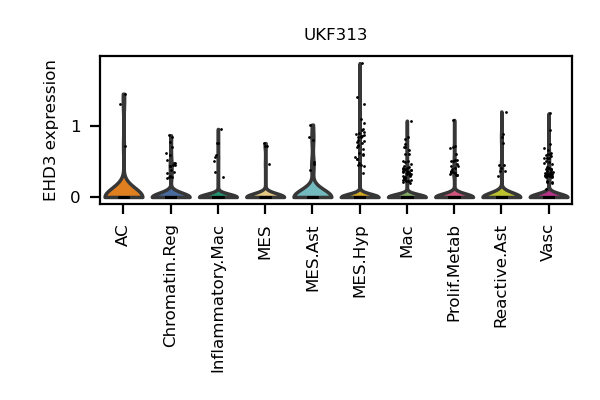 UKF313
EHD3 expression
1
0
AC
Chromatin.Reg
Inflammatory.Mac
MES
MES.Ast
MES.Hyp
Mac
Prolif.Metab
Reactive.Ast
Vasc